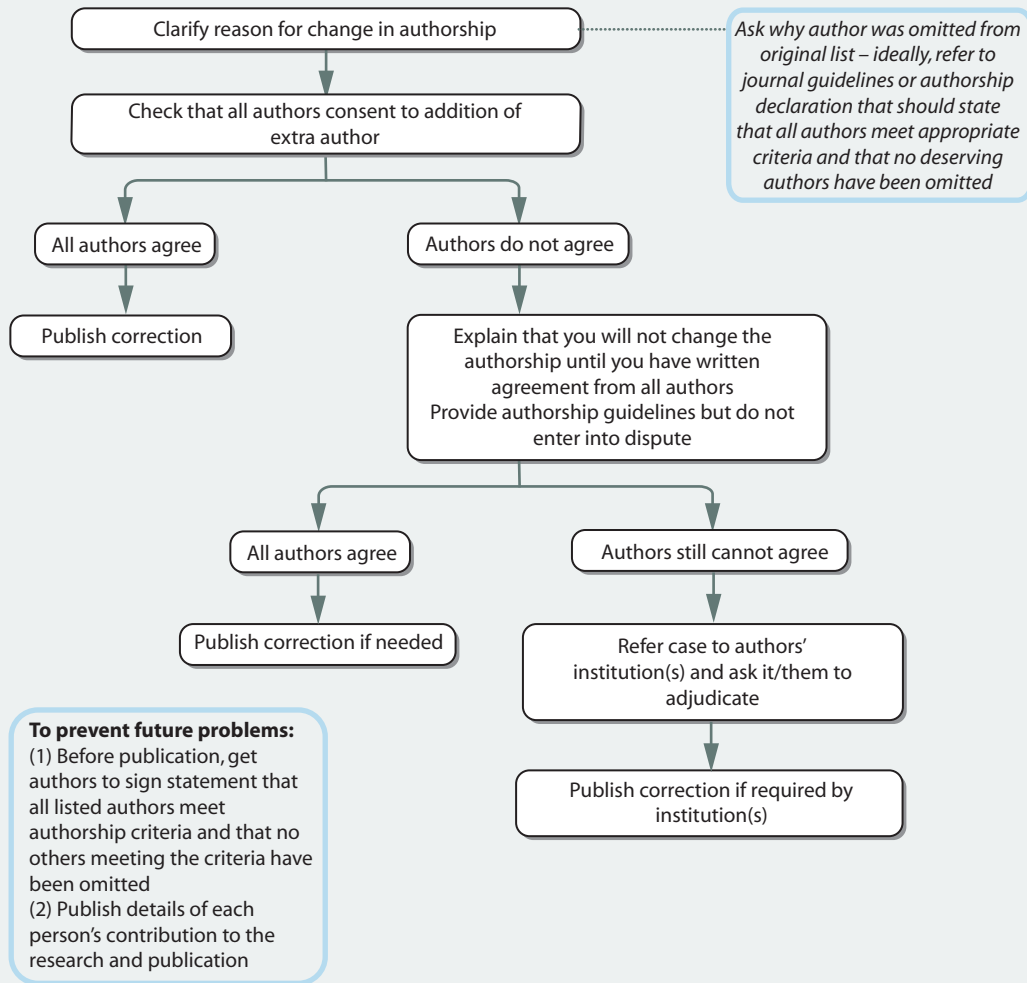 Clarify reason for change in authorship
Ask why author was omitted from
original list – ideally, refer to
journal guidelines or authorship
declaration that should state
that all authors meet appropriate
criteria and that no deserving
authors have been omitted
Check that all authors consent to addition of
extra author
All authors agree
Authors do not agree
Publish correction
Explain that you will not change the
authorship until you have written
agreement from all authors
Provide authorship guidelines but do not
enter into dispute
All authors agree
Authors still cannot agree
Publish correction if needed
Refer case to authors’
institution(s) and ask it/them to
adjudicate
Publish correction if required by
institution(s)
To prevent future problems:
(1) Before publication, get
authors to sign statement that
all listed authors meet
authorship criteria and that no
others meeting the criteria have
been omitted
(2) Publish details of each
person’s contribution to the
research and publication